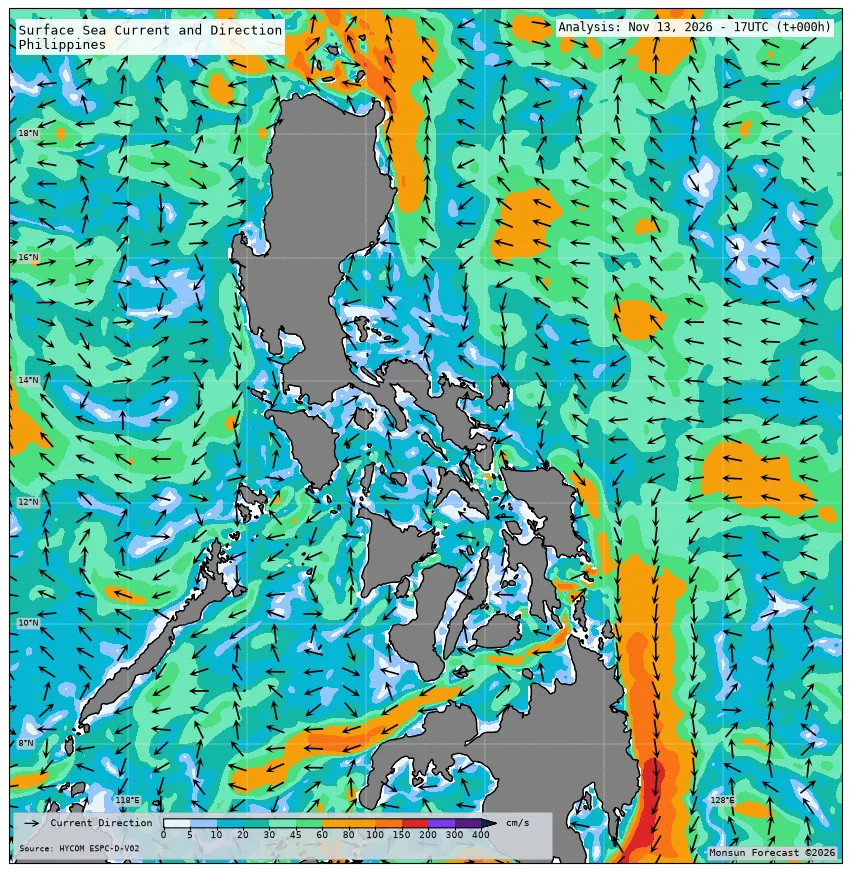 Surface Sea Current and Direction
Philippines
Analysis: Nov 13, 2026 - 17UTC (t+000h)
18°N
16°N
14°N
12°N
10°N
8°N
118°E
128°E
Current Direction
0 5 10 20 30 45 60 80 100 150 200 300 400
cm/s
Source: HYCOM ESPC-D-V02
Monsun Forecast ©2026